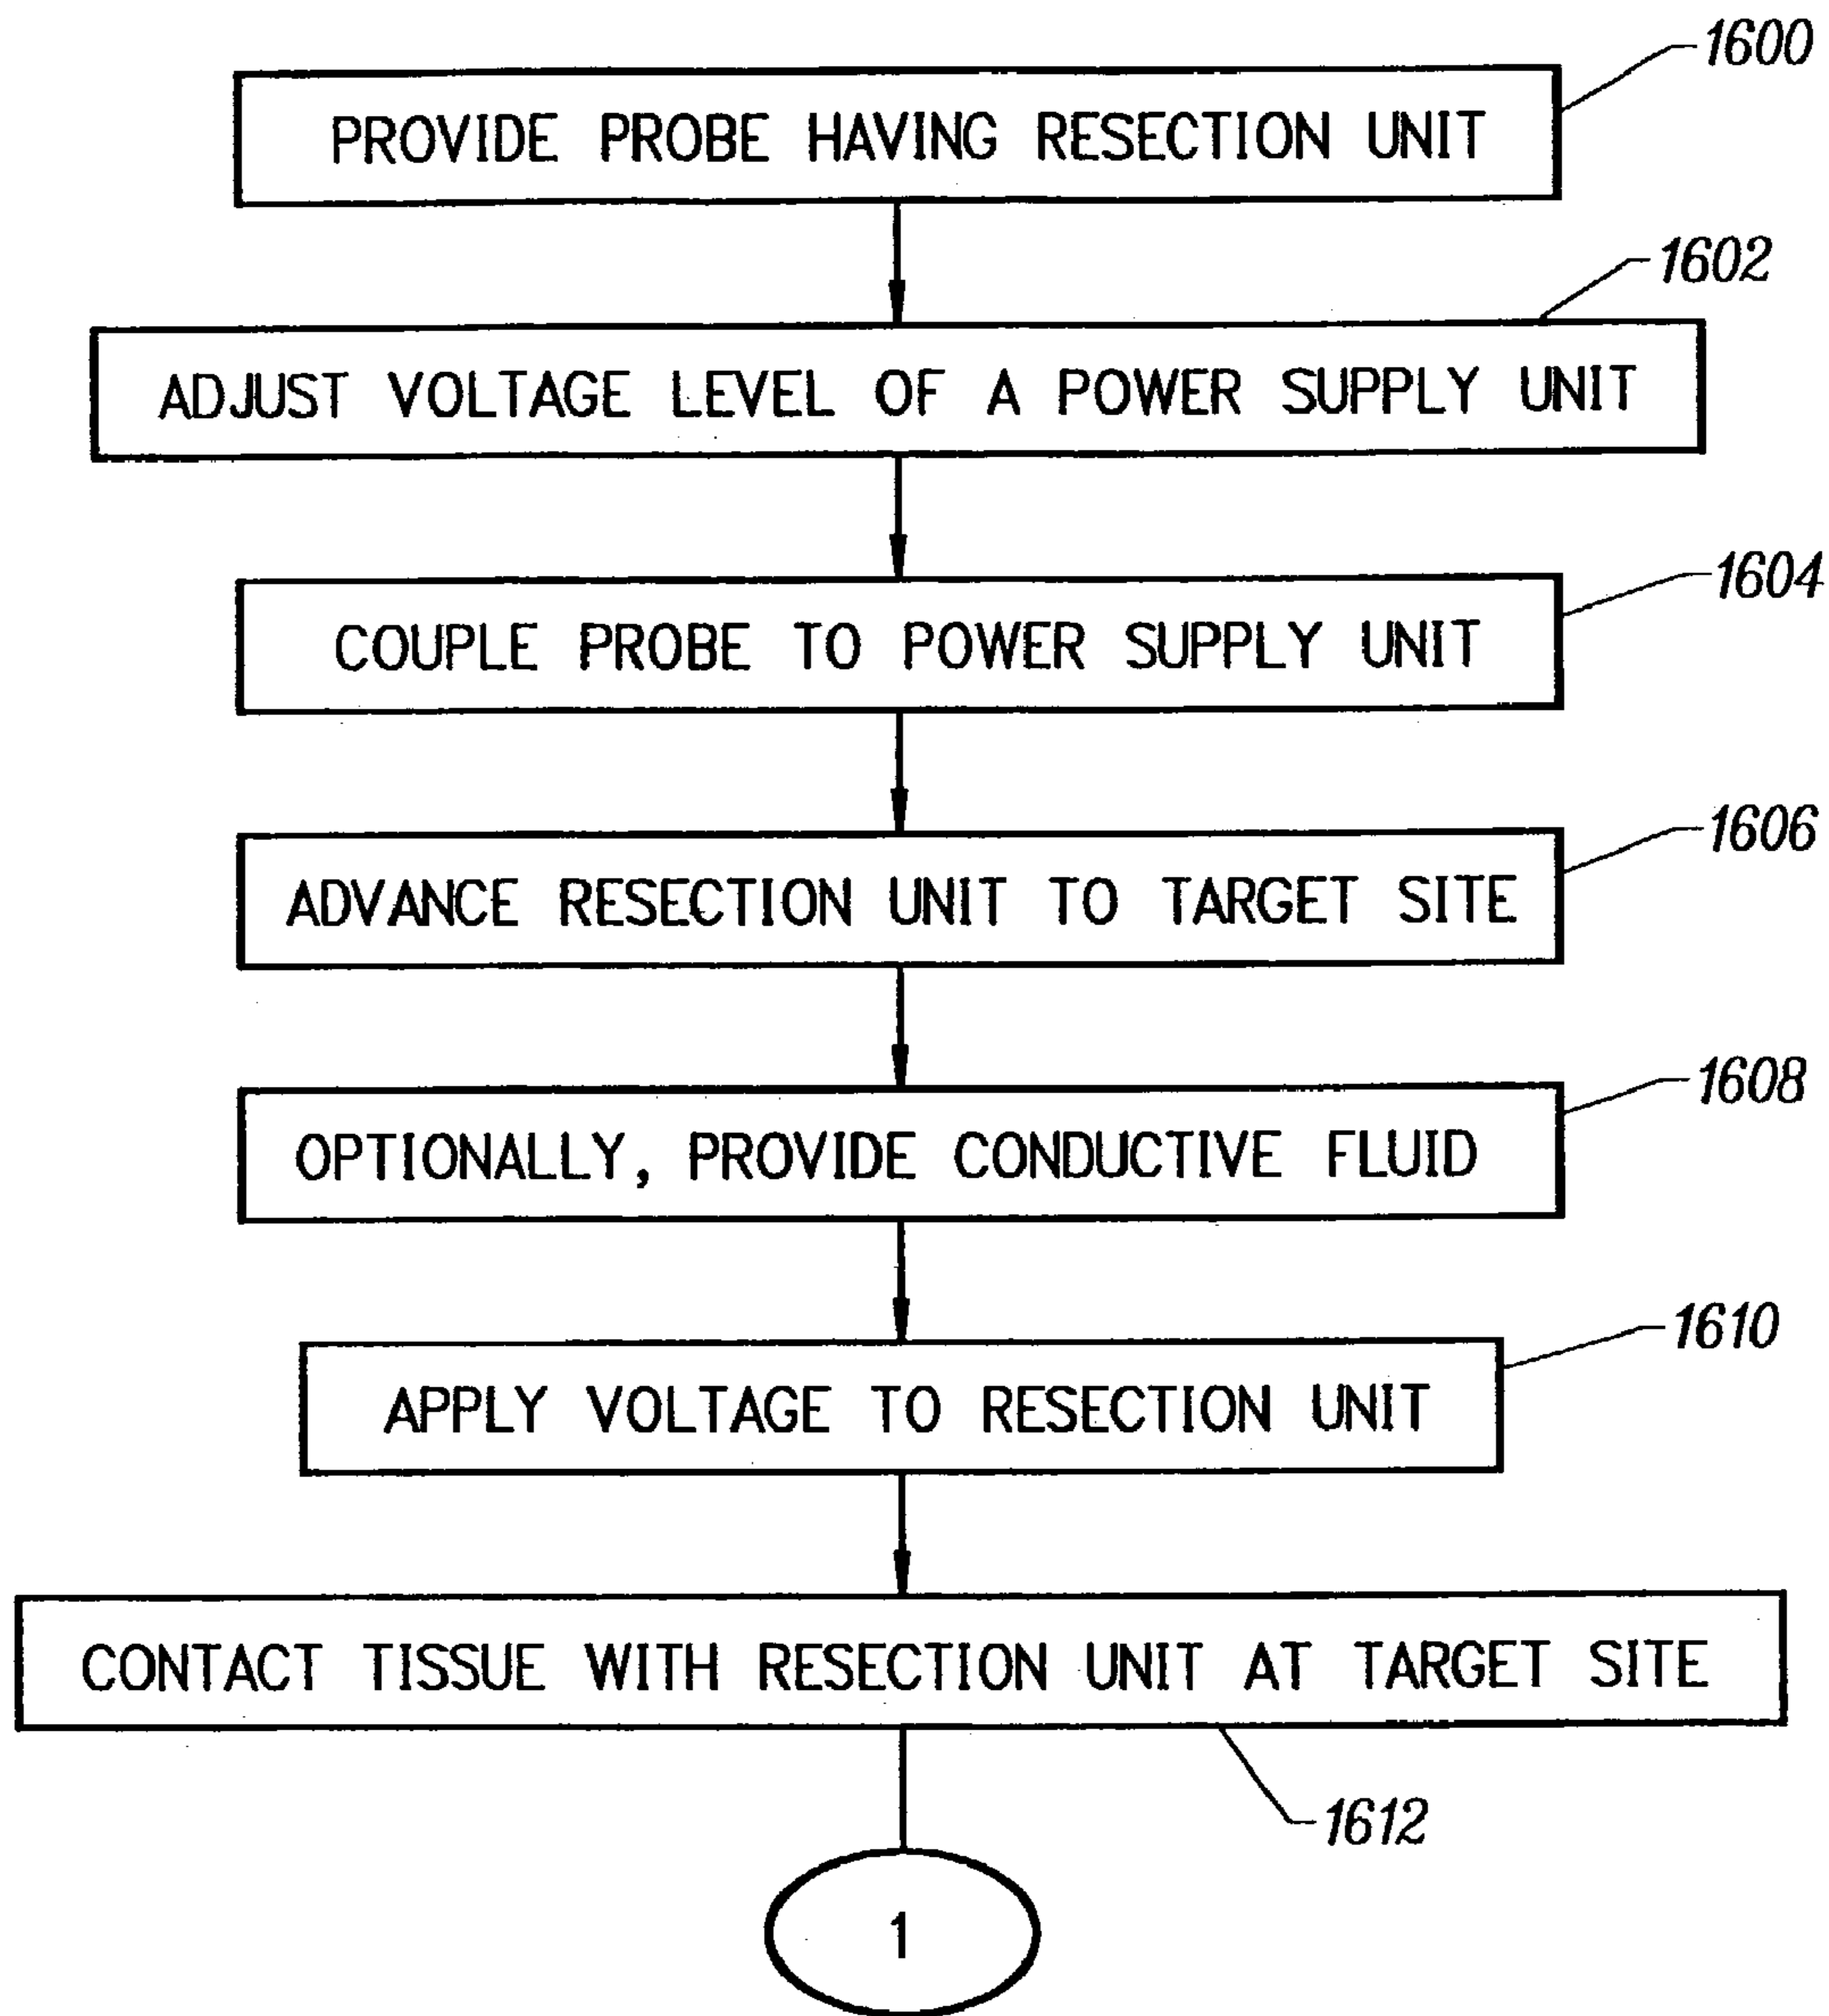 1600
PROVIDE PROBE HAVING RESECTION UNIT
1602
ADJUST VOLTAGE LEVEL OF A POWER SUPPLY UNIT
1604
COUPLE PROBE TO POWER SUPPLY UNIT
1606
ADVANCE RESECTION UNIT TO TARGET SITE
1608
OPTIONALLY, PROVIDE CONDUCTIVE FLUID
1610
APPLY VOLTAGE TO RESECTION UNIT
CONTACT TISSUE WITH RESECTION UNIT AT TARGET SITE
1612
1